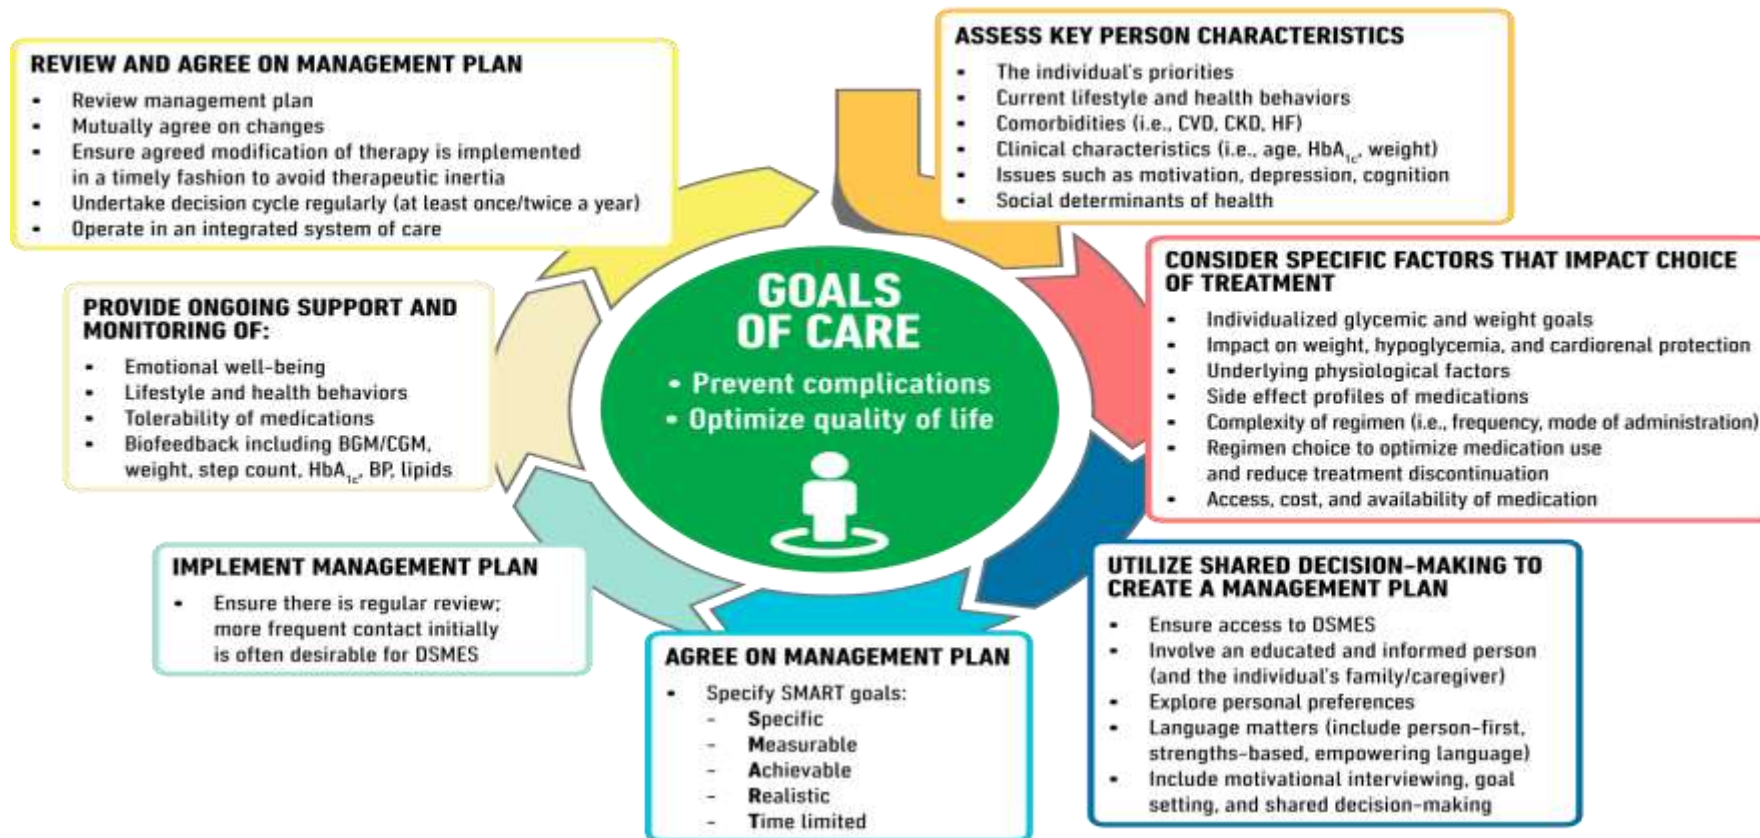 GOALS
OF CARE
• Prevent complications
• Optimize quality of life
ASSESS KEY PERSON CHARACTERISTICS
• The individual's priorities
• Current lifestyle and health behaviors
• Comorbidities (i.e., CVD, CKD, HF)
• Clinical characteristics (i.e., age, HbA1c, weight)
• Issues such as motivation, depression, cognition
• Social determinants of health
CONSIDER SPECIFIC FACTORS THAT IMPACT CHOICE
OF TREATMENT
• Individualized glycemic and weight goals
• Impact on weight, hypoglycemia, and cardiorenal protection
• Underlying physiological factors
• Side effect profiles of medications
• Complexity of regimen (i.e., frequency, mode of administration)
• Regimen choice to optimize medication use
and reduce treatment discontinuation
• Access, cost, and availability of medication
UTILIZE SHARED DECISION-MAKING TO
CREATE A MANAGEMENT PLAN
• Ensure access to DSMES
• Involve an educated and informed person
(and the individual's family/caregiver)
• Explore personal preferences
• Language matters (include person-first,
strengths-based, empowering language)
• Include motivational interviewing, goal
setting, and shared decision-making
AGREE ON MANAGEMENT PLAN
• Specify SMART goals:
- Specific
- Measurable
- Achievable
- Realistic
- Time limited
IMPLEMENT MANAGEMENT PLAN
• Ensure there is regular review;
more frequent contact initially
is often desirable for DSMES
PROVIDE ONGOING SUPPORT AND
MONITORING OF:
• Emotional well-being
• Lifestyle and health behaviors
• Tolerability of medications
• Biofeedback including BGM/CGM,
weight, step count, HbA1c, BP, lipids
REVIEW AND AGREE ON MANAGEMENT PLAN
• Review management plan
• Mutually agree on changes
• Ensure agreed modification of therapy is implemented
in a timely fashion to avoid therapeutic inertia
• Undertake decision cycle regularly (at least once/twice a year)
• Operate in an integrated system of care